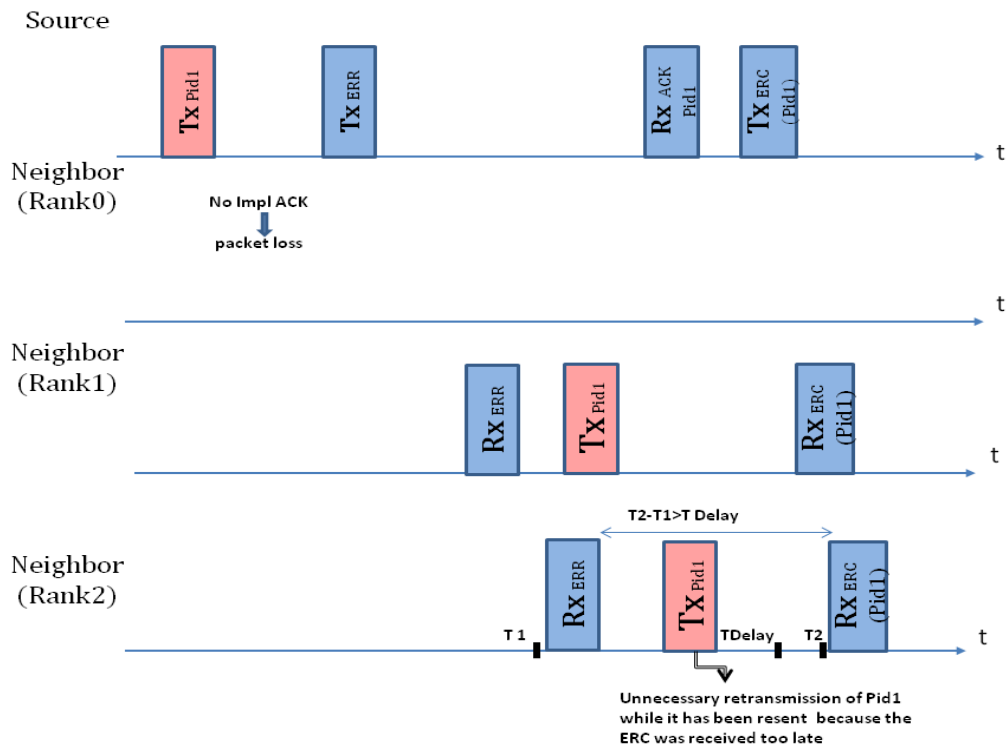 Source
Tx Pid1
Tx ERR
Rx ACK
Pid1
Tx ERC
(Pid1)
t
Neighbor
(Rank0)
No Impl ACK
packet loss
t
Neighbor
(Rank1)
Rx ERR
Tx Pid1
Rx ERC
(Pid1)
t
T2-T1>T Delay
Neighbor
(Rank2)
Rx ERR
Tx Pid1
Rx ERC
(Pid1)
T 1
TDelay
T2
t
Unnecessary retransmission of Pid1
while it has been resent because the
ERC was received too late